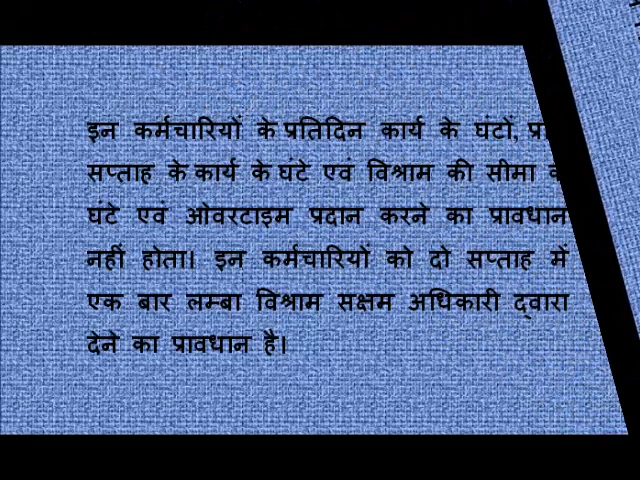 इन कर्मचारियों के प्रतिदिन कार्य के घंटों,
सप्ताह के कार्य के घंटे एवं विश्राम की सीमा
घंटे एवं ओवरटाइम प्रदान करने का प्रावधान
नहीं होता। इन कर्मचारियों को दो सप्ताह में
एक बार लम्बा विश्राम सक्षम अधिकारी द्वारा
देने का प्रावधान है।